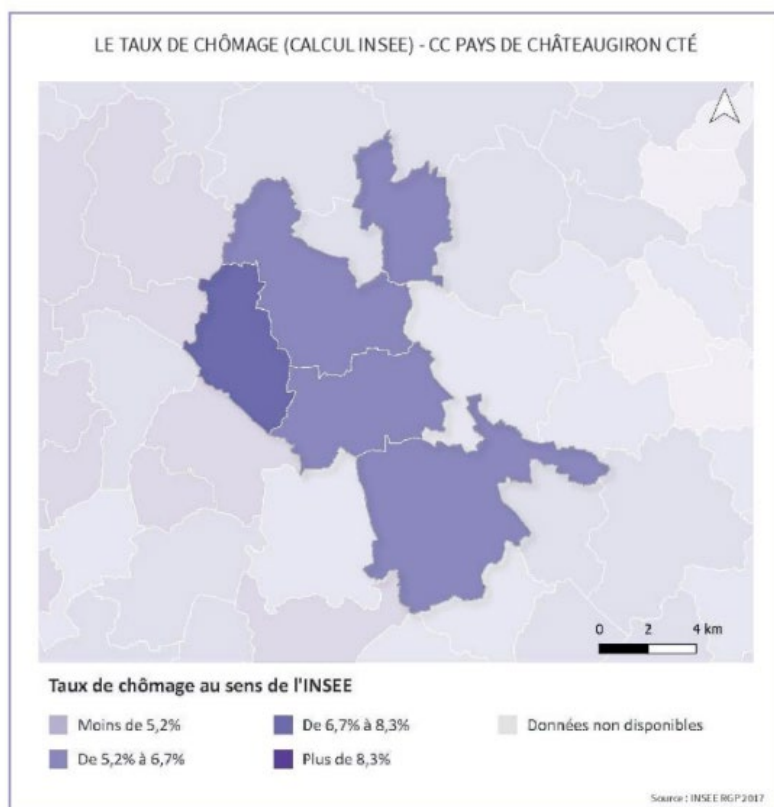 LE TAUX DE CHÔMAGE (CALCUL INSEE) - CC PAYS DE CHÂTEAUGIRON CTÉ
0 2 4 km
Taux de chômage au sens de l'INSEE
Moins de 5,2%
De 5,2% à 6,7%
De 6,7% à 8,3%
Plus de 8,3%
Données non disponibles
Source : INSEE RGP 2017